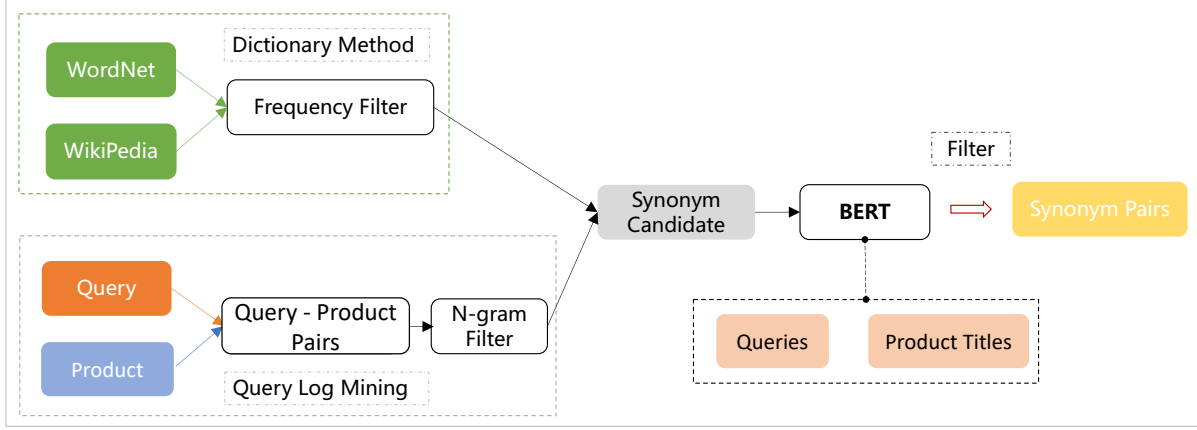 Dictionary Method
WordNet
Frequency Filter
WikiPedia
Filter
Synonym
Candidate
BERT
Synonym Pairs
Query
Query - Product
Pairs
N-gram
Filter
Product
Query Log Mining
Queries
Product Titles